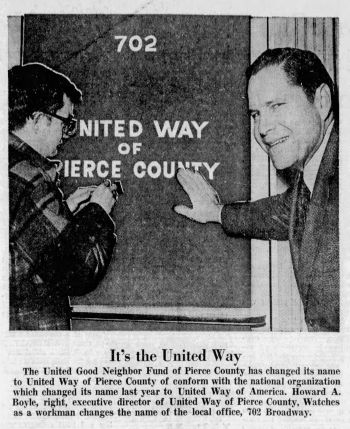 702
UNITED WAY
OF
PIERCE COUNTY
It's the United Way
The United Good Neighbor Fund of Pierce County has changed its name
to United Way of Pierce County of conform with the national organization
which changed its name last year to United Way of America. Howard A.
Boyle, right, executive director of United Way of Pierce County, Watches
as a workman changes the name of the local office, 702 Broadway.